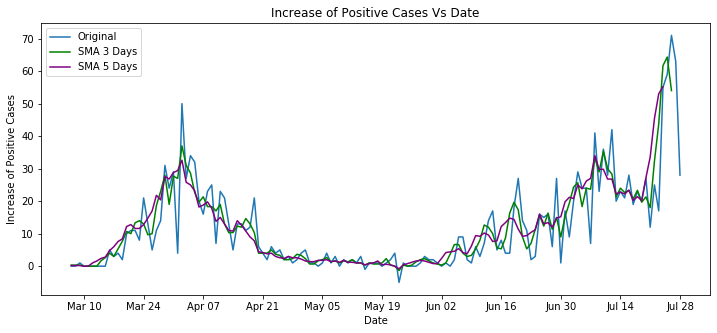 Increase of Positive Cases Vs Date
Original
SMA 3 Days
SMA 5 Days
Increase of Positive Cases
70
60
50
40
30
20
10
0
Mar 10 Mar 24 Apr 07 Apr 21 May 05 May 19 Jun 02 Jun 16 Jun 30 Jul 14 Jul 28
Date